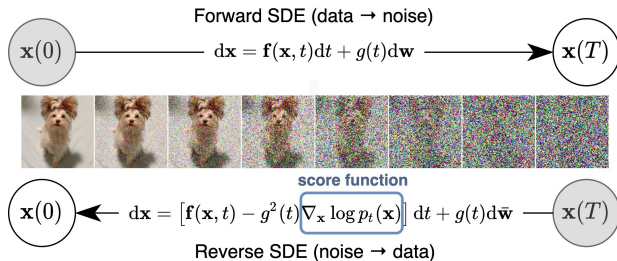 Forward SDE (data → noise)
x(0) dx = f(x, t)dt + g(t)dw x(T)
score function
x(0) dx = [f(x, t) − g²(t)∇ₓ log pₜ(x)] dt + g(t)dw̄ x(T)
Reverse SDE (noise → data)